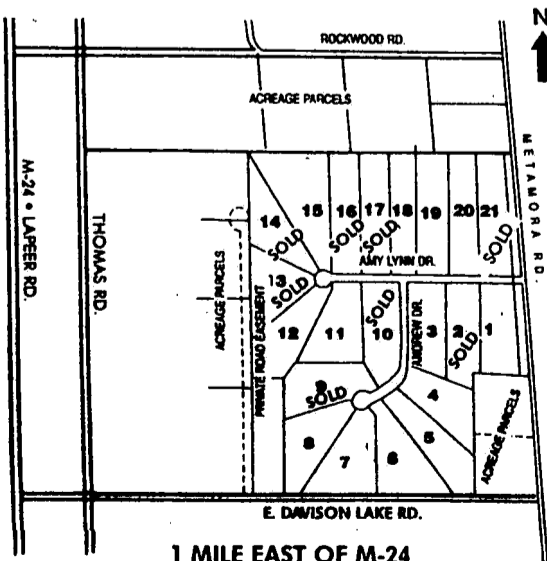 N
ROCKWOOD RD.
ACREAGE PARCELS
METAMORA RD.
M-24 • LAPEER RD.
THOMAS RD.
14
15
16
17
18
19
20
21
SOLD
SOLD
SOLD
SOLD
AMY LYNN DR.
13
SOLD
ACREAGE PARCELS
PRIVATE ROAD EASEMENT
12
11
10
SOLD
ANDREW DR.
3
2
SOLD
1
9
SOLD
4
ACREAGE PARCELS
8
7
6
5
E. DAVISON LAKE RD.
1 MILE EAST OF M-24